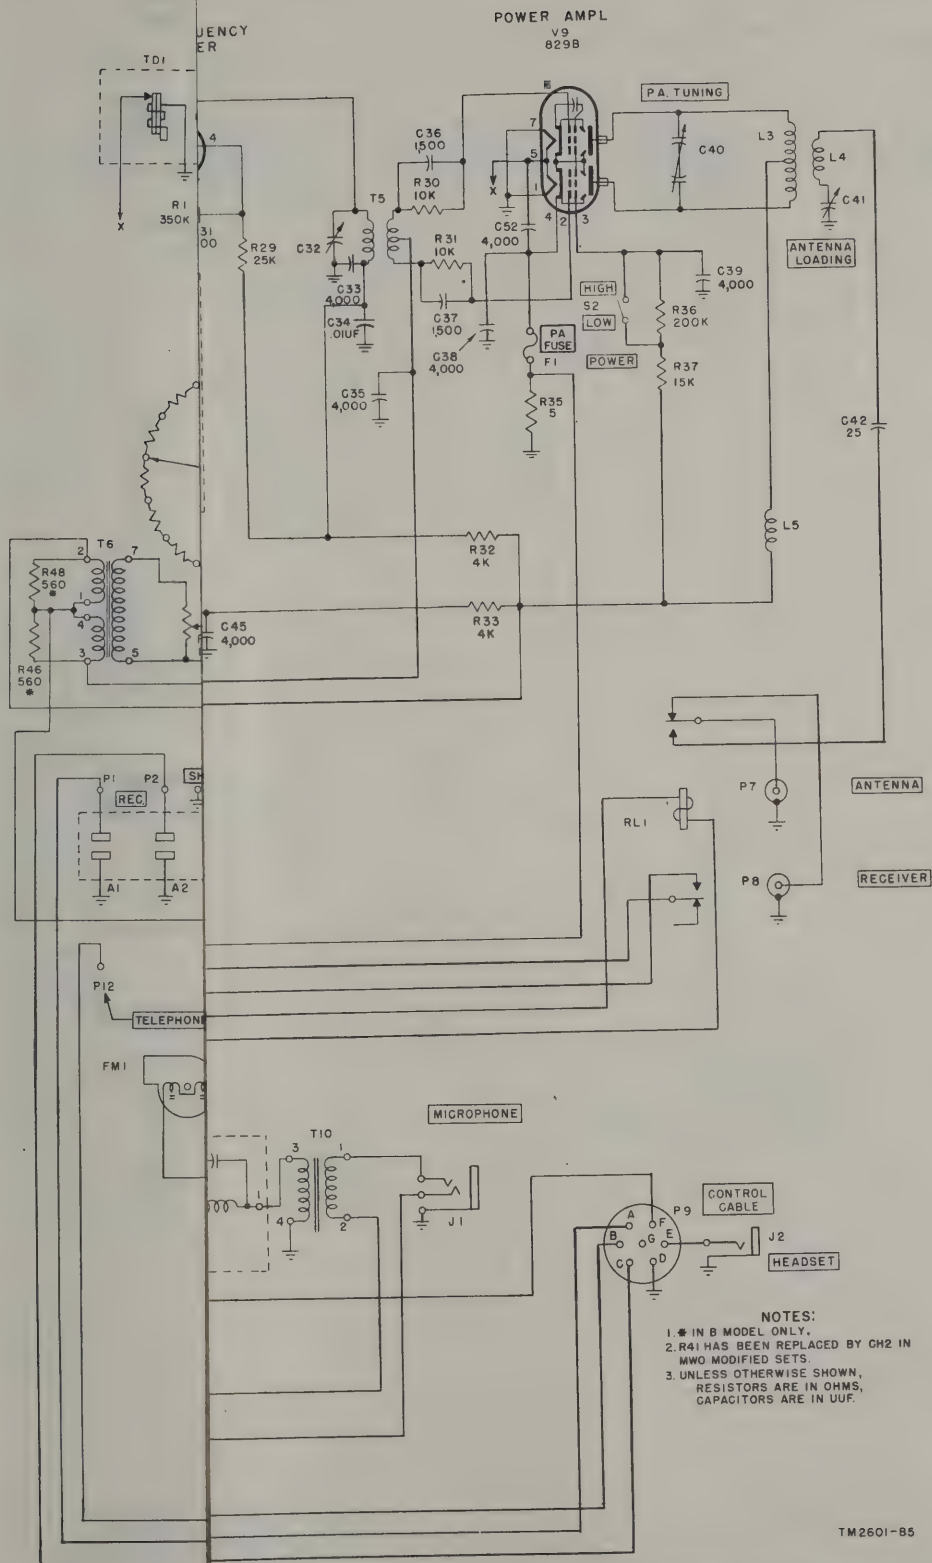 POWER AMPL
V9
829B
UENCY
ER
TD1
X
4
R1
350K
31
00
R29
25K
C32
C33
4,000
C34
.01UF
C35
4,000
T5
C36
1,500
R30
10K
R31
10K
C37
1,500
C38
4,000
C52
4,000
X
7
5
1
4
2
3
PA
FUSE
F1
R35
5
HIGH
S2
LOW
POWER
R36
200K
R37
15K
C39
4,000
P.A. TUNING
C40
L3
L4
C41
ANTENNA
LOADING
C42
25
L5
R32
4K
R33
4K
T6
2
7
R48
560
*
1
4
3
5
R46
560
*
C45
4,000
P1
P2
REC.
SH
A1
A2
P12
TELEPHON
FM1
RL1
P7
ANTENNA
P8
RECEIVER
MICROPHONE
T10
3
1
4
2
1
J1
P9
CONTROL
CABLE
A
F
B
G
E
C
D
J2
HEADSET
NOTES:
1. * IN B MODEL ONLY.
2. R41 HAS BEEN REPLACED BY CH2 IN
MWO MODIFIED SETS.
3. UNLESS OTHERWISE SHOWN,
RESISTORS ARE IN OHMS,
CAPACITORS ARE IN UUF.
TM2601-85